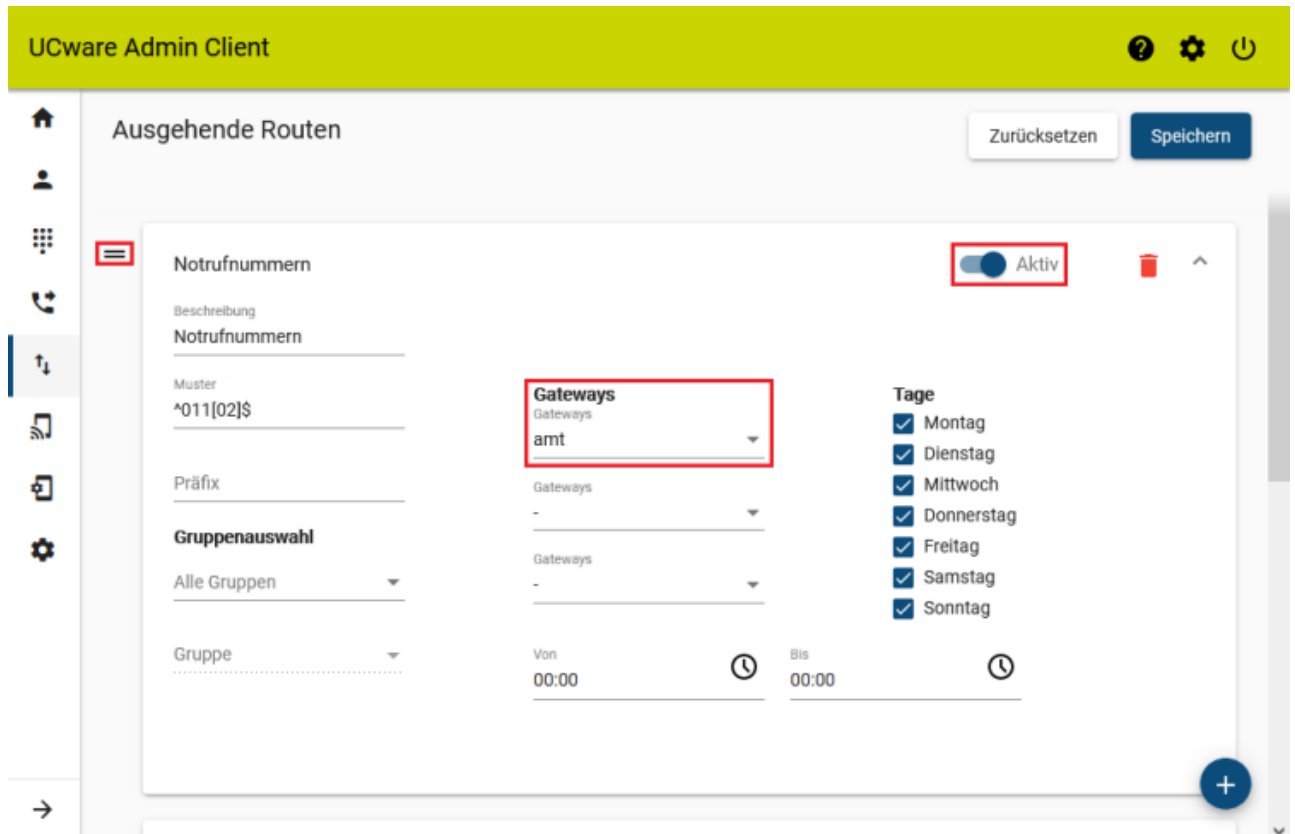 UCware Admin Client
Ausgehende Routen
Zurücksetzen
Speichern
Notrufnummern
Aktiv
Beschreibung
Notrufnummern
Muster
^011[02]$
Präfix
Gruppenauswahl
Alle Gruppen
Gruppe
Gateways
Gateways
amt
Gateways
-
Gateways
-
Von
00:00
Bis
00:00
Tage
Montag
Dienstag
Mittwoch
Donnerstag
Freitag
Samstag
Sonntag